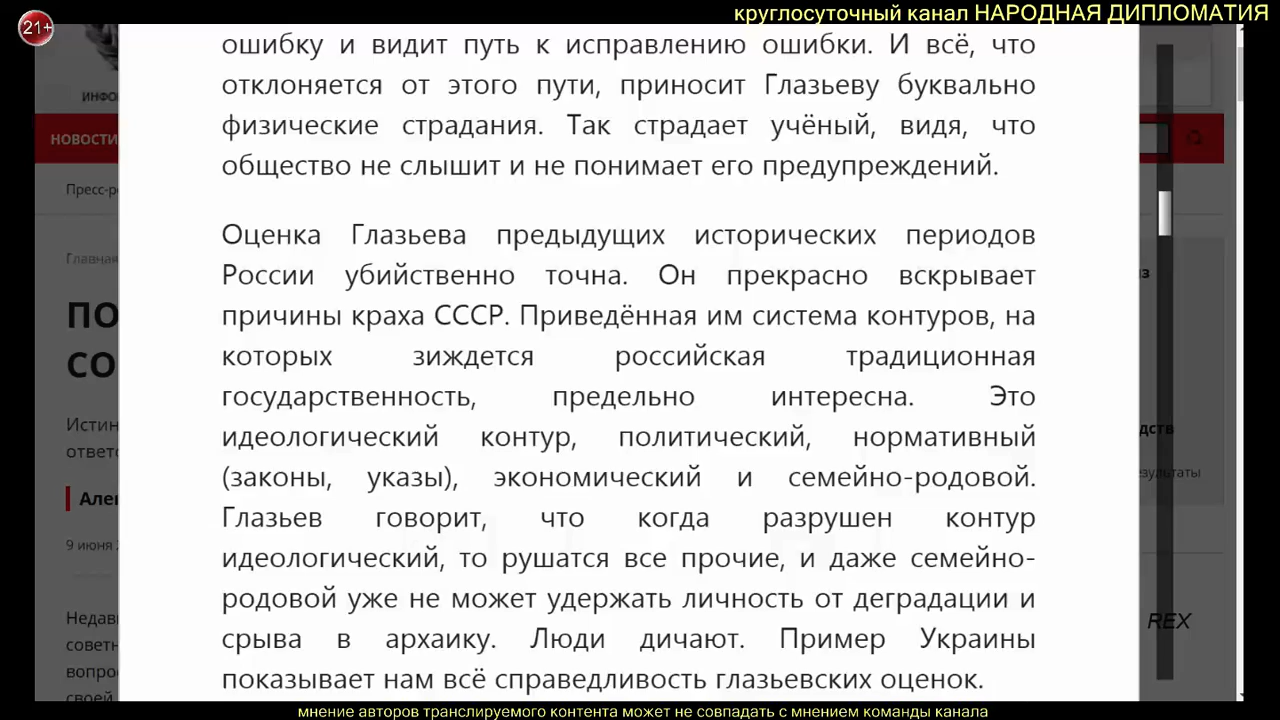 21+
круглосуточный канал НАРОДНАЯ ДИПЛОМАТИЯ
ошибку и видит путь к исправлению ошибки. И всё, что
отклоняется от этого пути, приносит Глазьеву буквально
физические страдания. Так страдает учёный, видя, что
общество не слышит и не понимает его предупреждений.
Оценка Глазьева предыдущих исторических периодов
России убийственно точна. Он прекрасно вскрывает
причины краха СССР. Приведённая им система контуров, на
которых зиждется российская традиционная
государственность, предельно интересна. Это
идеологический контур, политический, нормативный
(законы, указы), экономический и семейно-родовой.
Глазьев говорит, что когда разрушен контур
идеологический, то рушатся все прочие, и даже семейно-
родовой уже не может удержать личность от деградации и
срыва в архаику. Люди дичают. Пример Украины
показывает нам всё справедливость глазьевских оценок.
НОВОСТИ
Главная
9 июня
REX
мнение авторов транслируемого контента может не совпадать с мнением команды канала